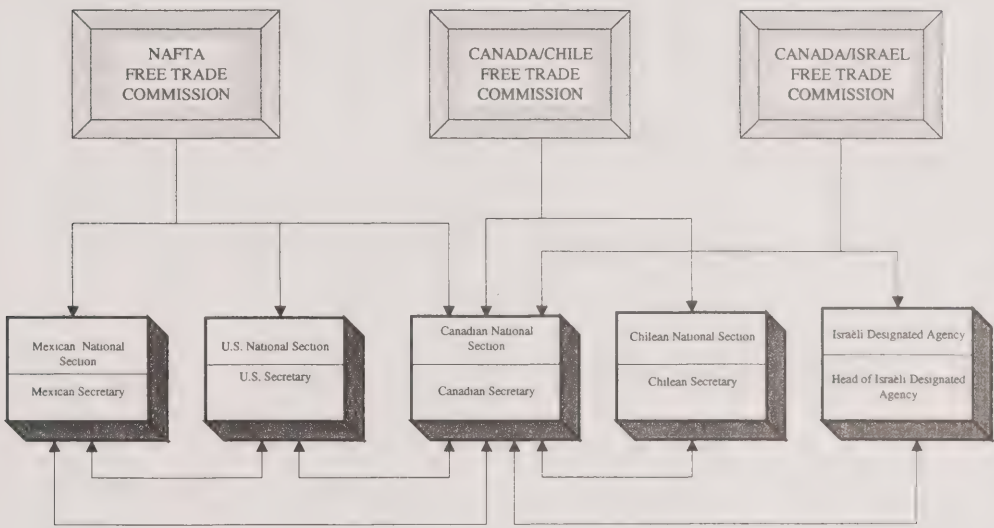 NAFTA
FREE TRADE
COMMISSION
CANADA/CHILE
FREE TRADE
COMMISSION
CANADA/ISRAEL
FREE TRADE
COMMISSION
Mexican National
Section
Mexican Secretary
U.S. National Section
U.S. Secretary
Canadian National
Section
Canadian Secretary
Chilean National Section
Chilean Secretary
Israëli Designated Agency
Head of Israëli Designated
Agency